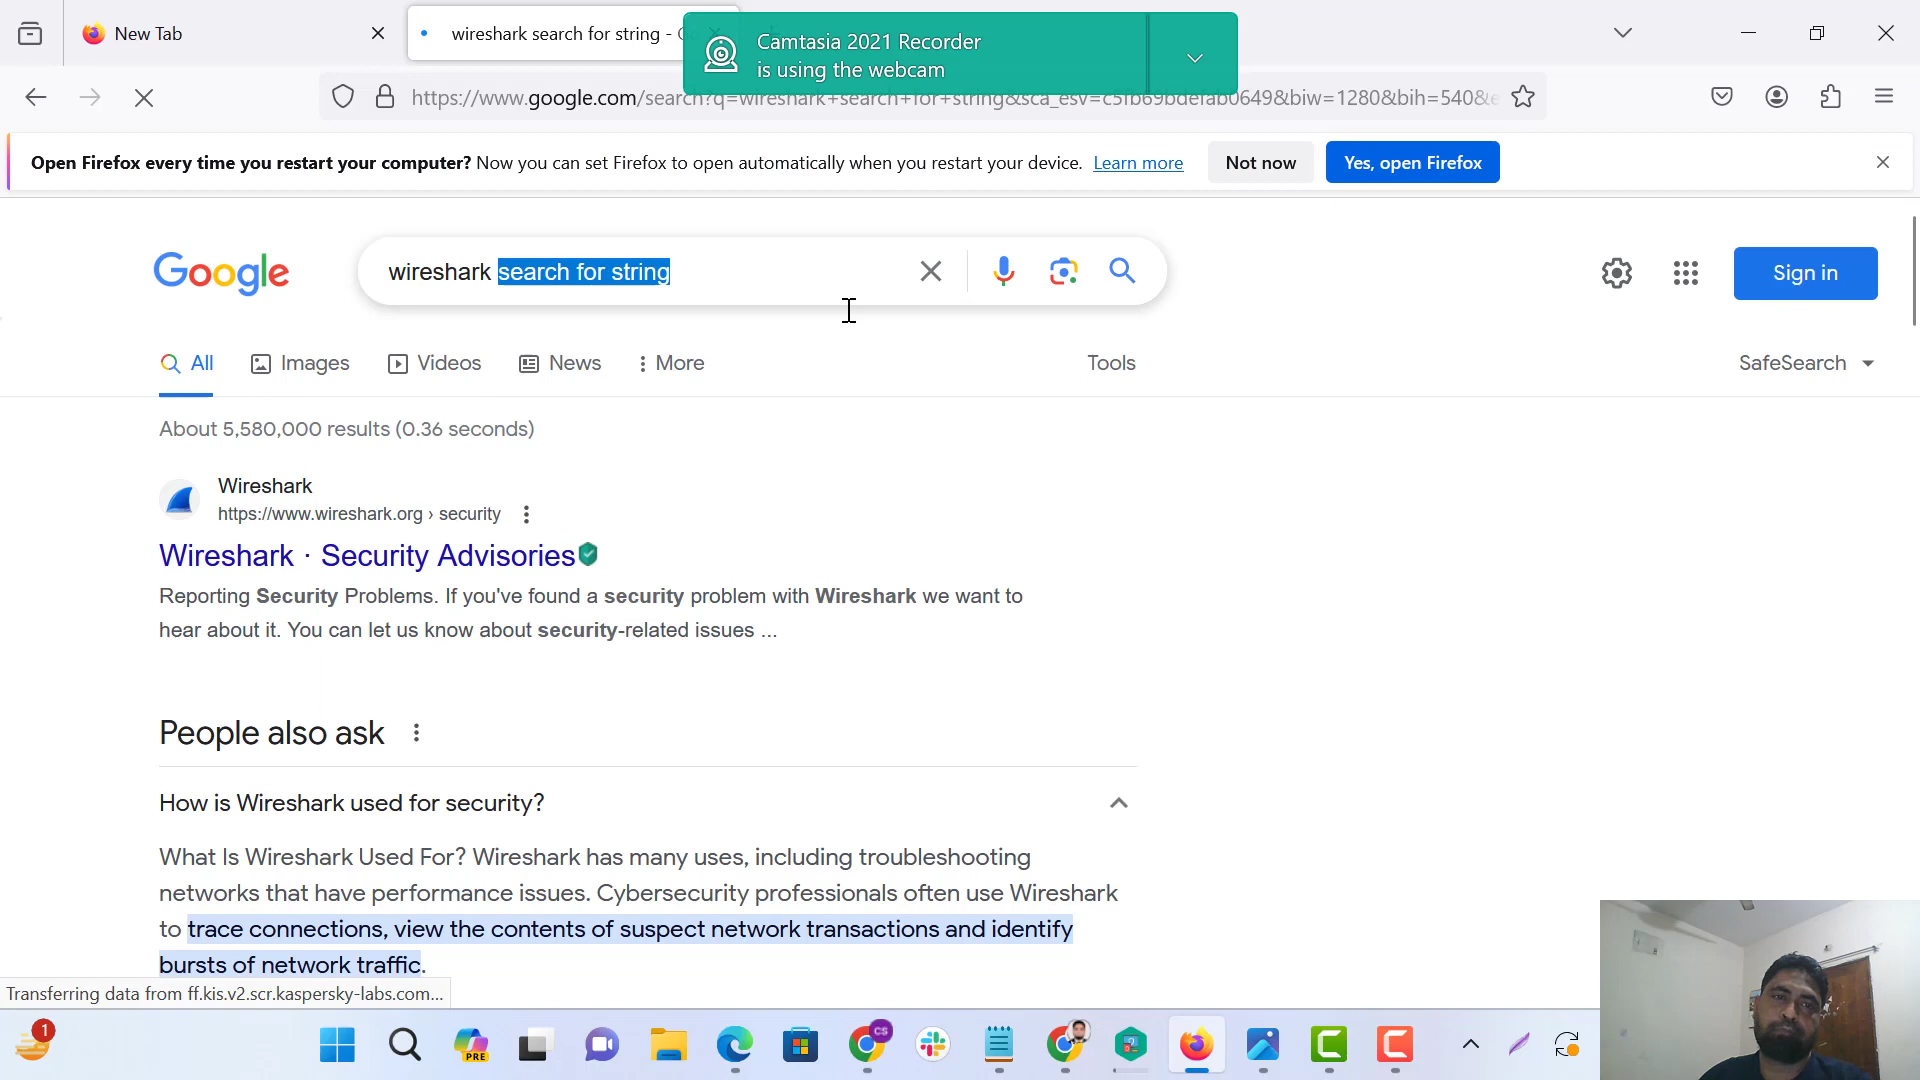 New Tab
wireshark search for string - G
Camtasia 2021 Recorder
is using the webcam
https://www.google.com/search?q=wireshark+search+for+string&sca_esv=c5fb69bdefab0649&biw=1280&bih=540&e
Open Firefox every time you restart your computer? Now you can set Firefox to open automatically when you restart your device. Learn more Not now Yes, open Firefox
Google wireshark search for string Sign in
All Images Videos News More Tools SafeSearch
About 5,580,000 results (0.36 seconds)
Wireshark
https://www.wireshark.org › security
Wireshark · Security Advisories
Reporting Security Problems. If you've found a security problem with Wireshark we want to
hear about it. You can let us know about security-related issues ...
People also ask
How is Wireshark used for security?
What Is Wireshark Used For? Wireshark has many uses, including troubleshooting
networks that have performance issues. Cybersecurity professionals often use Wireshark
to trace connections, view the contents of suspect network transactions and identify
bursts of network traffic.
Transferring data from ff.kis.v2.scr.kaspersky-labs.com...
1
PRE
CS